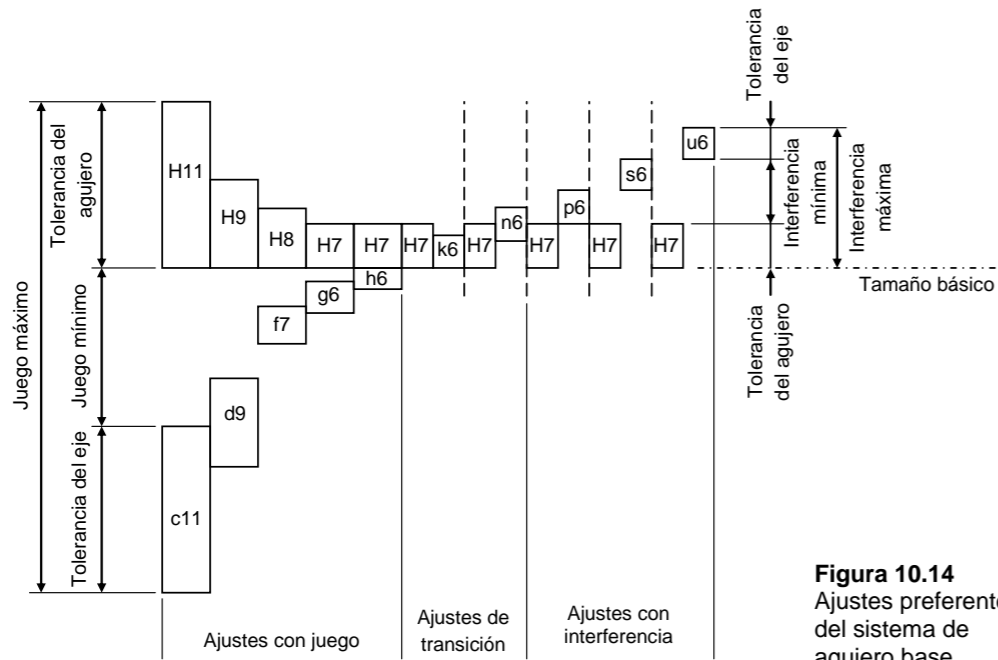 Juego máximo
Tolerancia del
agujero
Juego mínimo
Tolerancia del eje
H11
H9
H8
H7
H7
H7
k6
H7
n6
H7
p6
H7
s6
H7
u6
h6
g6
f7
d9
c11
Tolerancia
del eje
Interferencia
mínima
Interferencia
máxima
Tamaño básico
Tolerancia
del agujero
Ajustes con juego
Ajustes de
transición
Ajustes con
interferencia
Figura 10.14
Ajustes preferente
del sistema de
agujero base